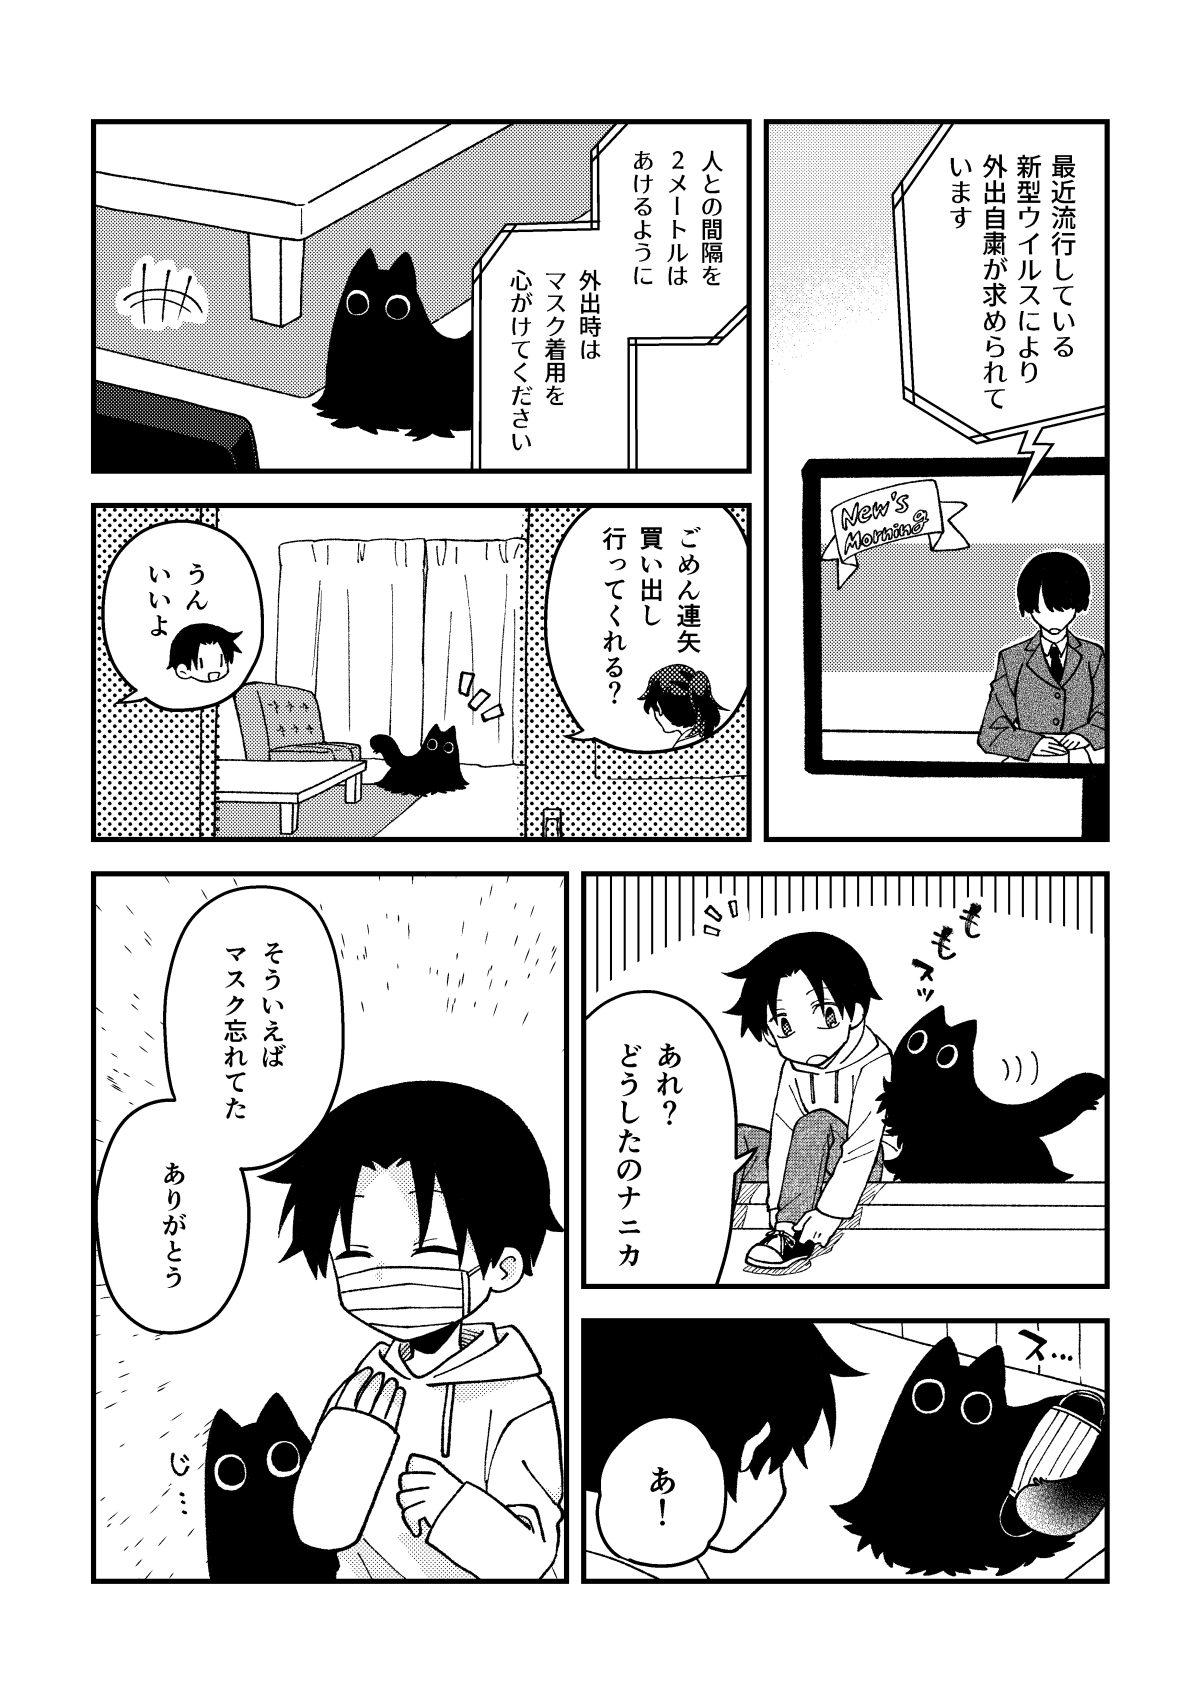 最近流行している
新型ウイルスにより
外出自粛が求められて
います
New's
Morning
人との間隔を
2メートルは
あけるように
外出時は
マスク着用を
心がけてください
ごめん連矢
買い出し
行ってくれる?
うん
いいよ
もも
スッ
あれ?
どうしたのナニカ
ス…
あ!
そういえば
マスク忘れてた
ありがとう
じ…